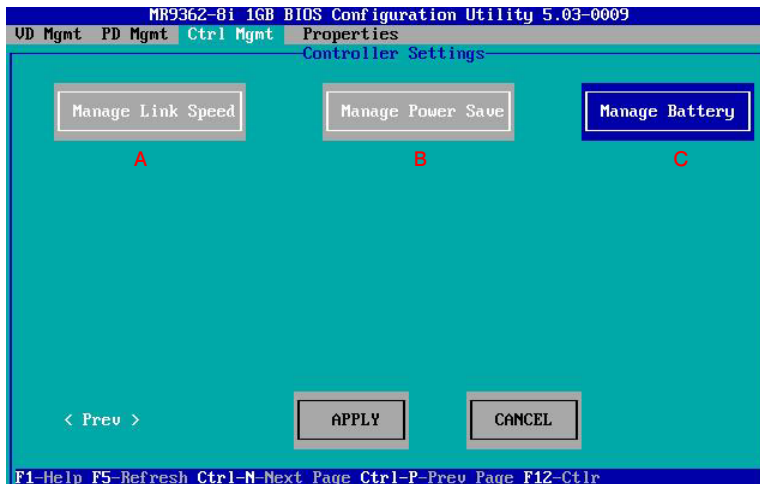 MR9362-8i 1GB BIOS Configuration Utility 5.03-0009
VD Mgmt PD Mgmt Ctrl Mgmt Properties
Controller Settings
Manage Link Speed Manage Power Save Manage Battery
A B C
< Prev > APPLY CANCEL
F1-Help F5-Refresh Ctrl-N-Next Page Ctrl-P-Prev Page F12-Ctlr